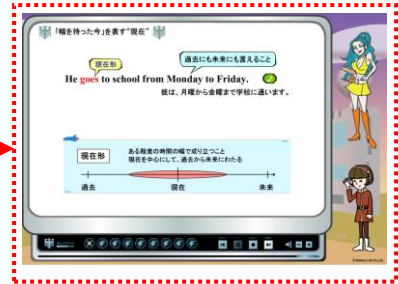 「幅を持った今」を表す"現在"
過去にも未来にも言えること
現在形
He goes to school from Monday to Friday.
彼は、月曜から金曜まで学校に通います。
現在形
ある程度の時間の幅で成り立つこと
現在を中心にして、過去から未来にわたる
過去
現在
未来